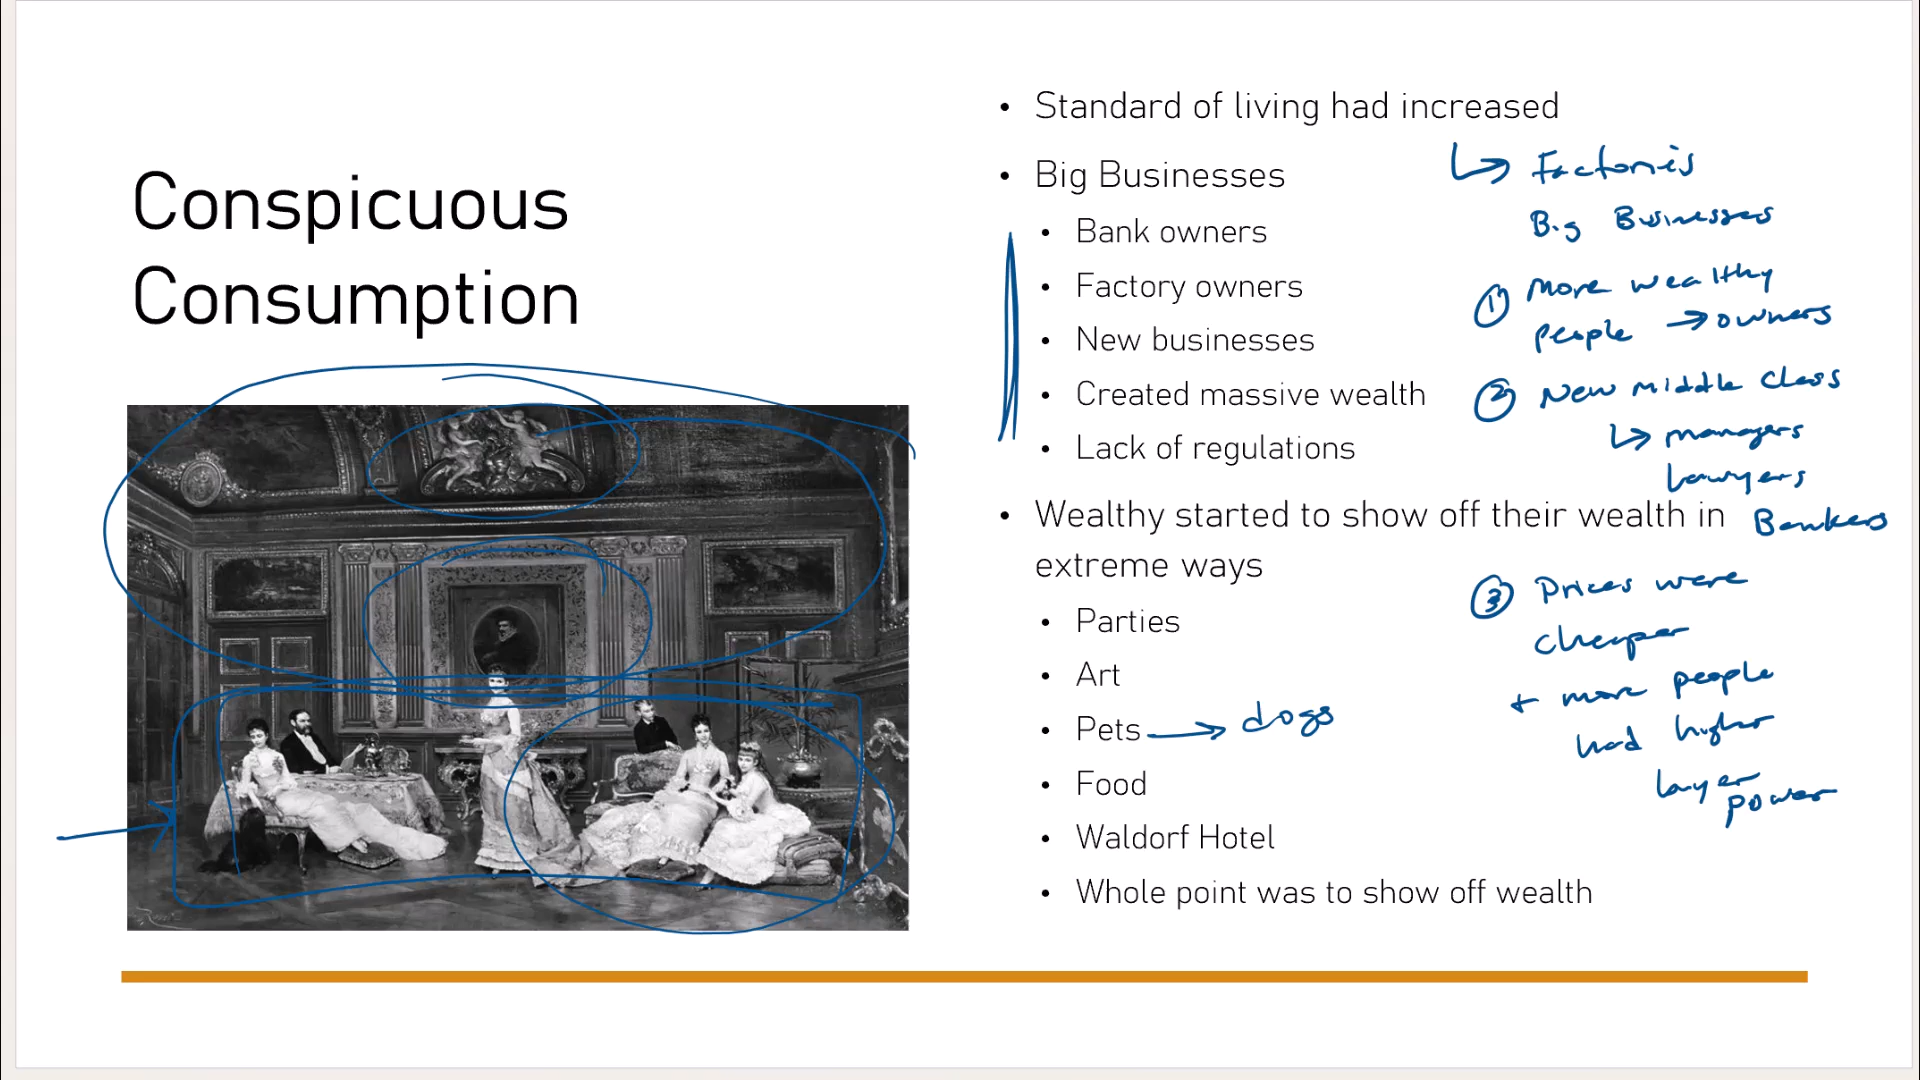 Conspicuous
Consumption
• Standard of living had increased
↳ Factories
• Big Businesses
Big Businesses
• Bank owners
• Factory owners
• New businesses
• Created massive wealth
• Lack of regulations
① More wealthy
people → owners
② New middle class
↳ managers
Lawyers
Bankers
• Wealthy started to show off their wealth in
extreme ways
• Parties
• Art
• Pets → dogs
• Food
• Waldorf Hotel
• Whole point was to show off wealth
③ Prices were
cheaper
+ more people
had higher
power